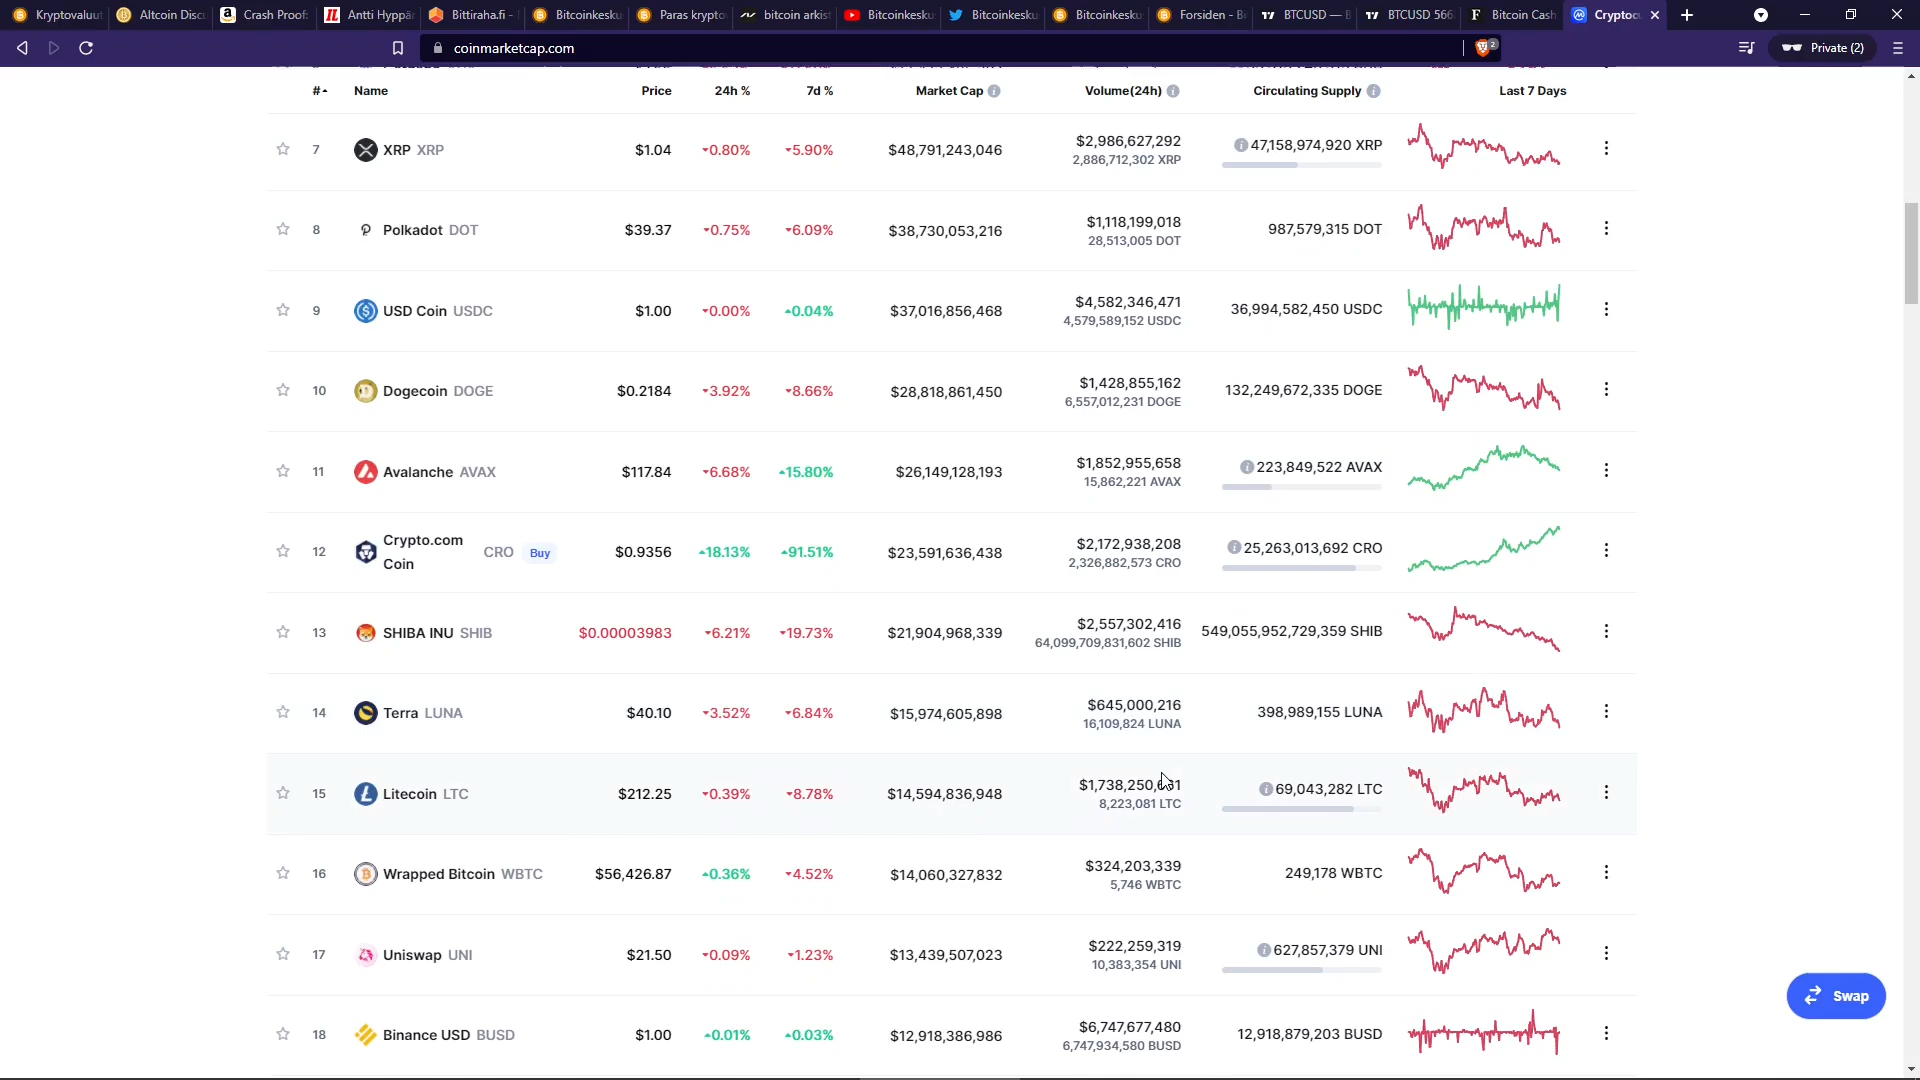 Kryptovaluut
Altcoin Discu
Crash Proof:
Antti Hyppär
Bittiraha.fi -
Bitcoinkesku
Paras krypto
bitcoin arkis
Bitcoinkesku
Bitcoinkesku
Bitcoinkesku
Forsiden - B
BTCUSD — B
BTCUSD 566
Bitcoin Cash
Cryptocu
coinmarketcap.com
2
Private (2)
# Name Price 24h % 7d % Market Cap Volume(24h) Circulating Supply Last 7 Days
7 XRP XRP $1.04 0.80% 5.90% $48,791,243,046 $2,986,627,292 47,158,974,920 XRP
2,886,712,302 XRP
8 Polkadot DOT $39.37 0.75% 6.09% $38,730,053,216 $1,118,199,018 987,579,315 DOT
28,513,005 DOT
9 USD Coin USDC $1.00 0.00% 0.04% $37,016,856,468 $4,582,346,471 36,994,582,450 USDC
4,579,589,152 USDC
10 Dogecoin DOGE $0.2184 3.92% 8.66% $28,818,861,450 $1,428,855,162 132,249,672,335 DOGE
6,557,012,231 DOGE
11 Avalanche AVAX $117.84 6.68% 15.80% $26,149,128,193 $1,852,955,658 223,849,522 AVAX
15,862,221 AVAX
12 Crypto.com Coin CRO Buy $0.9356 18.13% 91.51% $23,591,636,438 $2,172,938,208 25,263,013,692 CRO
2,326,882,573 CRO
13 SHIBA INU SHIB $0.00003983 6.21% 19.73% $21,904,968,339 $2,557,302,416 549,055,952,729,359 SHIB
64,099,709,831,602 SHIB
14 Terra LUNA $40.10 3.52% 6.84% $15,974,605,898 $645,000,216 398,989,155 LUNA
16,109,824 LUNA
15 Litecoin LTC $212.25 0.39% 8.78% $14,594,836,948 69,043,282 LTC
8,223,081 LTC
16 Wrapped Bitcoin WBTC $56,426.87 0.36% 4.52% $14,060,327,832 $324,203,339 249,178 WBTC
5,746 WBTC
17 Uniswap UNI $21.50 0.09% 1.23% $13,439,507,023 $222,259,319 627,857,379 UNI
10,383,354 UNI
18 Binance USD BUSD $1.00 0.01% 0.03% $12,918,386,986 $6,747,677,480 12,918,879,203 BUSD
6,747,934,580 BUSD
Swap